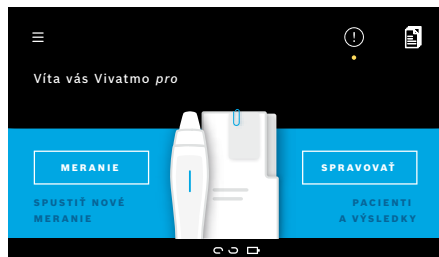 Víta vás Vivatmo pro
MERANIE
SPUSTIŤ NOVÉ
MERANIE
SPRAVOVAŤ
PACIENTI
A VÝSLEDKY